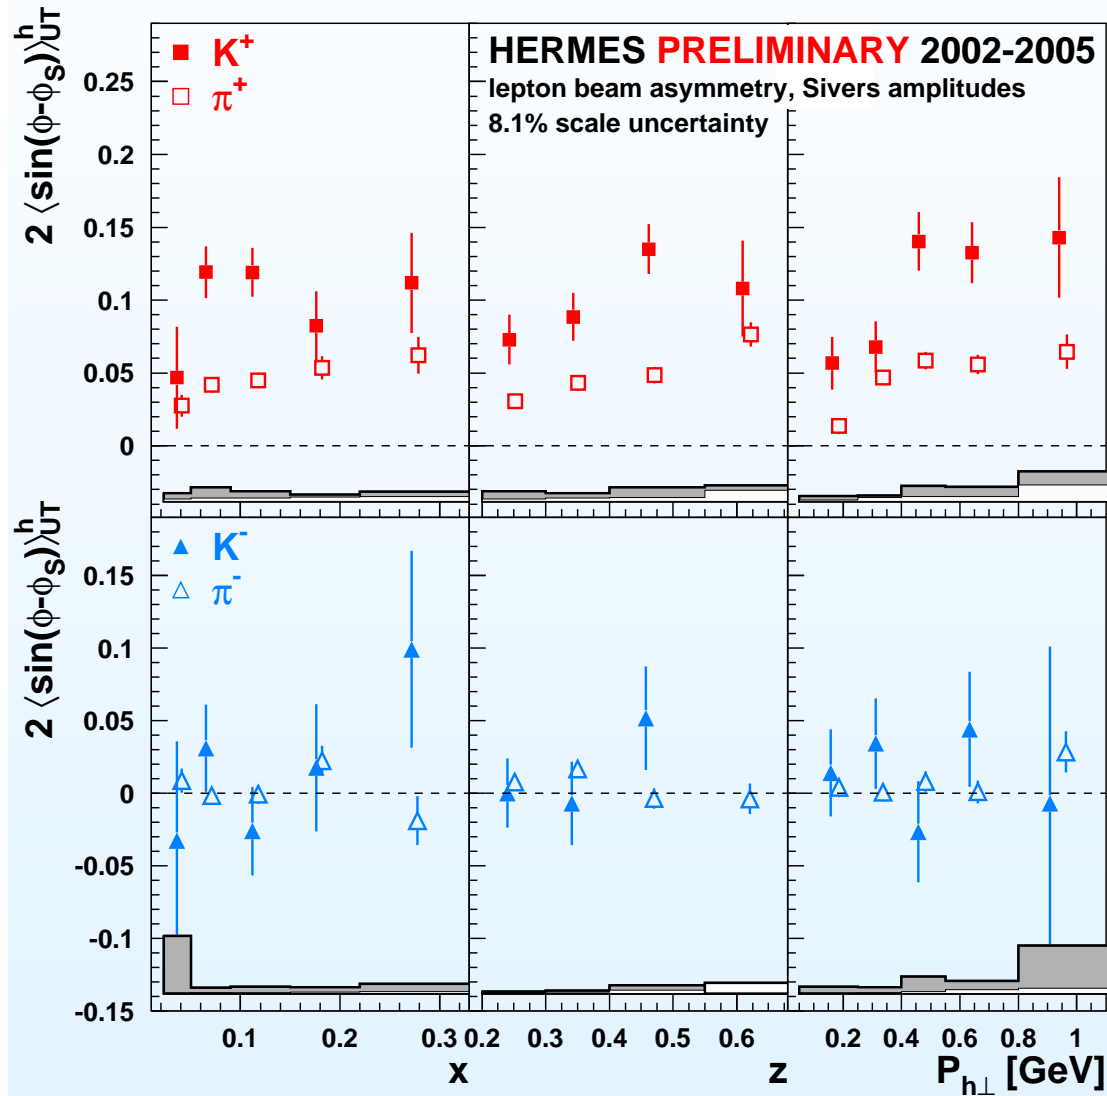 2 ⟨sin(ϕ-ϕS)⟩hUT
K+
π+
HERMES PRELIMINARY 2002-2005
lepton beam asymmetry, Sivers amplitudes
8.1% scale uncertainty
0.25
0.2
0.15
0.1
0.05
0
2 ⟨sin(ϕ-ϕS)⟩hUT
K-
π-
0.15
0.1
0.05
0
-0.05
-0.1
-0.15
0.1 0.2 0.3 0.2 0.3 0.4 0.5 0.6 0.2 0.4 0.6 0.8 1
x z Ph⊥ [GeV]